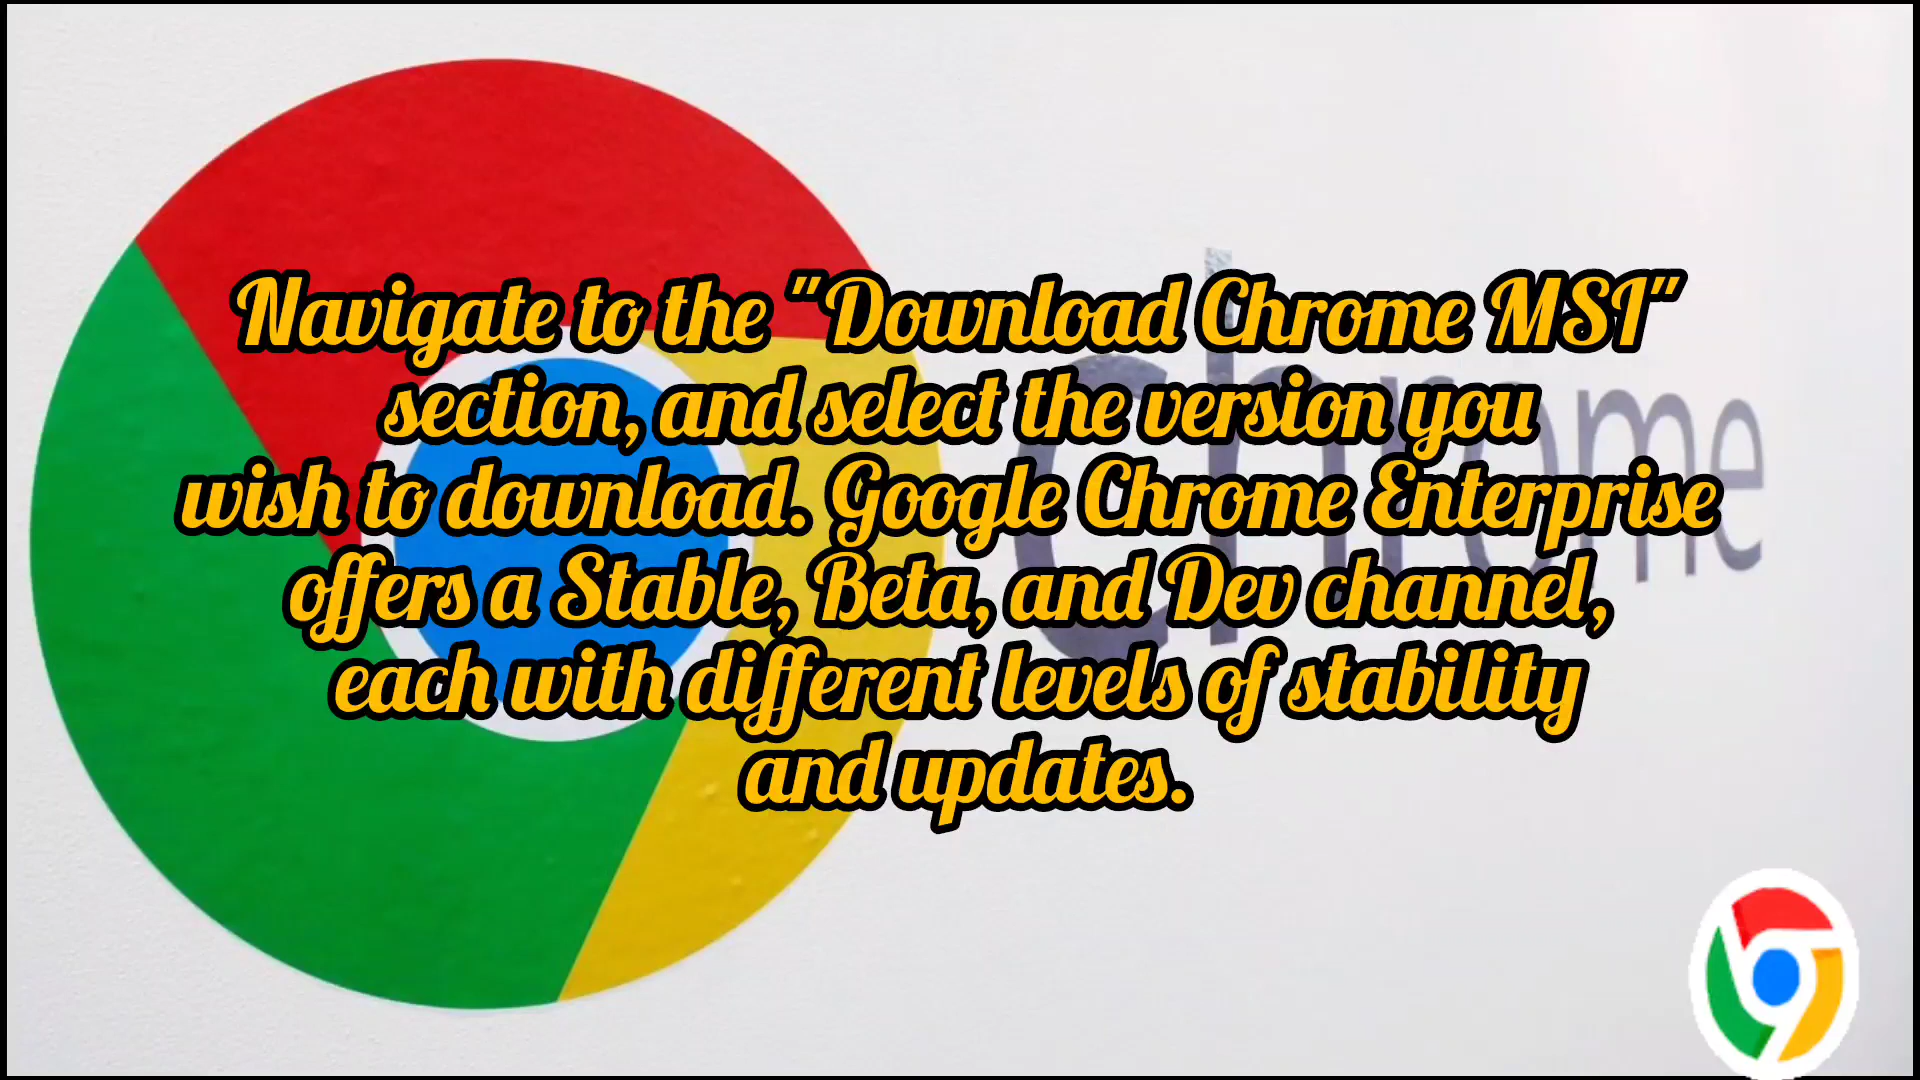 Navigate to the "Download Chrome MSI"
section, and select the version you
wish to download. Google Chrome Enterprise
offers a Stable, Beta, and Dev channel,
each with different levels of stability
and updates.
chrome